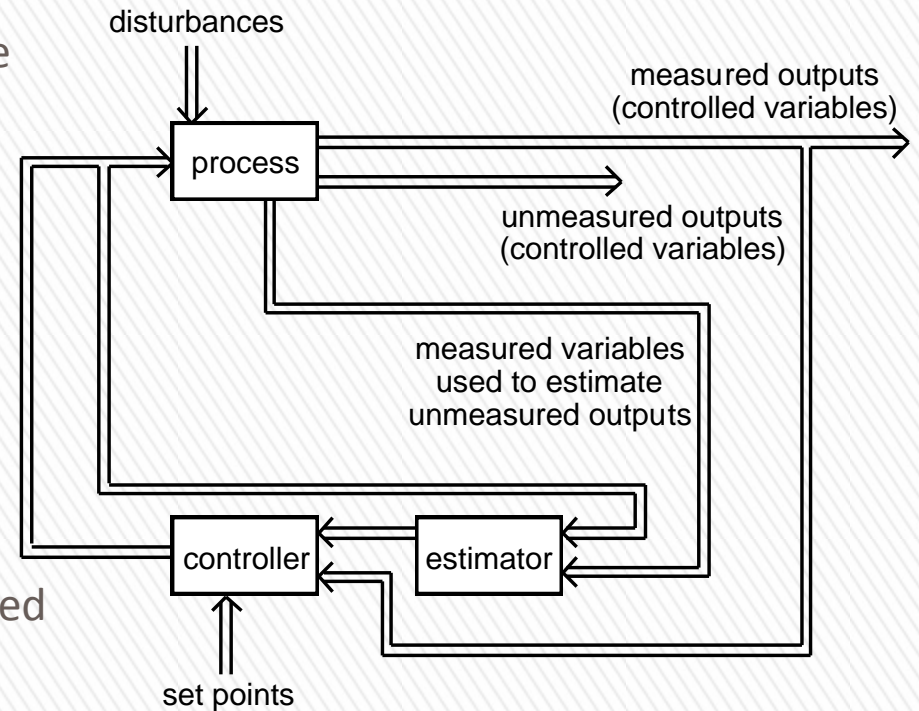 disturbances
e
measured outputs
(controlled variables)
process
unmeasured outputs
(controlled variables)
measured variables
used to estimate
unmeasured outputs
controller
estimator
ed
set points